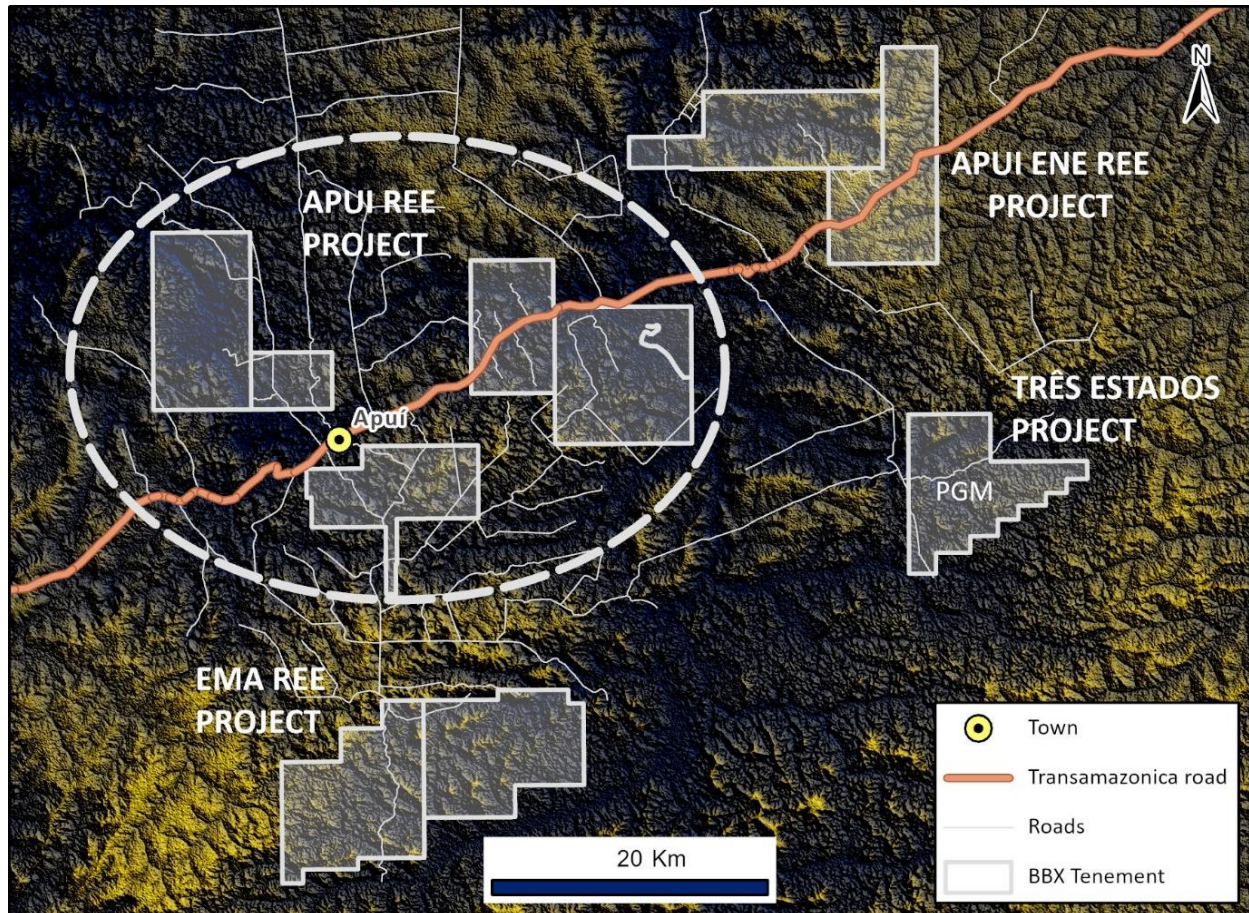 N
APUI REE
PROJECT
APUI ENE REE
PROJECT
TRÊS ESTADOS
PROJECT
Apuí
PGM
EMA REE
PROJECT
Town
Transamazonica road
Roads
BBX Tenement
20 Km